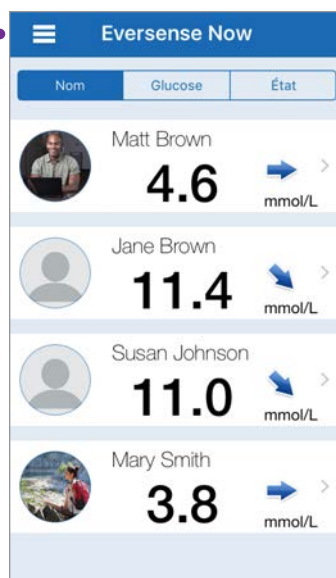 Eversense Now
Nom Glucose État
Matt Brown
4.6
mmol/L
Jane Brown
11.4
mmol/L
Susan Johnson
11.0
mmol/L
Mary Smith
3.8
mmol/L